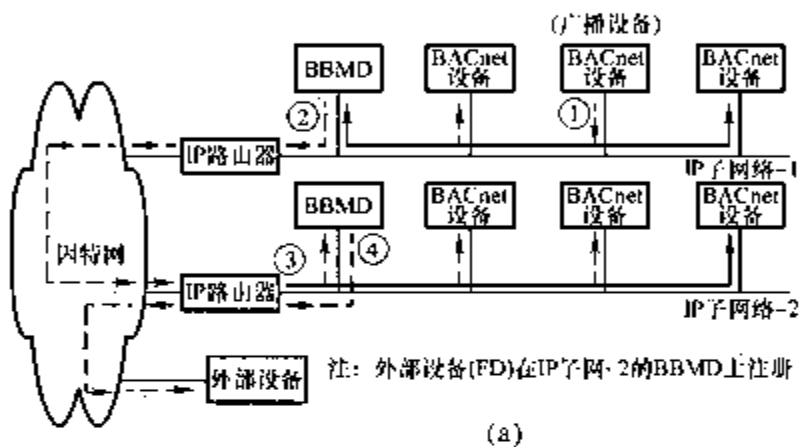 (广播设备)
BBMD
BACnet
设备
BACnet
设备
BACnet
设备
②
①
IP路由器
IP子网络-1
BBMD
BACnet
设备
BACnet
设备
BACnet
设备
因特网
③
④
IP路由器
IP子网络-2
外部设备
注：外部设备(FD)在IP子网-2的BBMD上注册
(a)